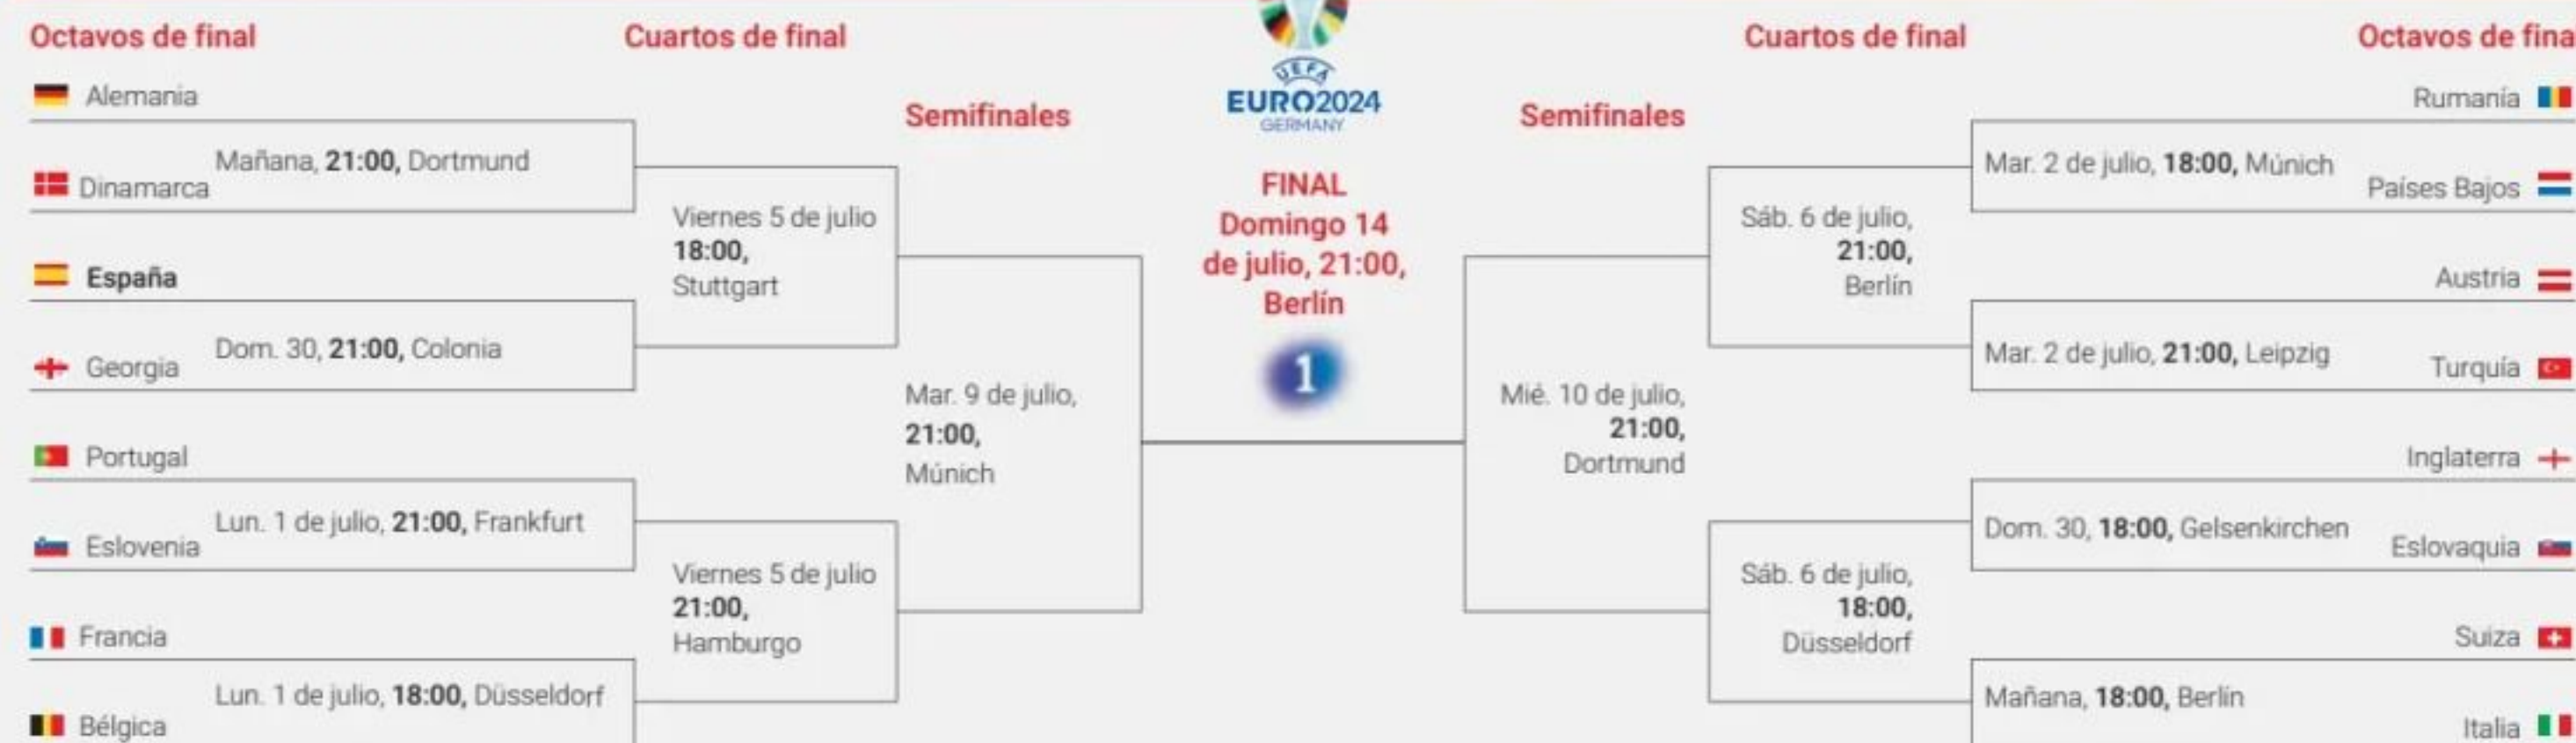 Octavos de final
Cuartos de final
Cuartos de final
Octavos de fina
Semifinales
Semifinales
UEFA
EURO2024
GERMANY
FINAL
Domingo 14
de julio, 21:00,
Berlín
1
Alemania
Mañana, 21:00, Dortmund
Dinamarca
España
Dom. 30, 21:00, Colonia
Georgia
Portugal
Lun. 1 de julio, 21:00, Frankfurt
Eslovenia
Francia
Lun. 1 de julio, 18:00, Düsseldorf
Bélgica
Viernes 5 de julio
18:00,
Stuttgart
Viernes 5 de julio
21:00,
Hamburgo
Mar. 9 de julio,
21:00,
Múnich
Mié. 10 de julio,
21:00,
Dortmund
Sáb. 6 de julio,
21:00,
Berlín
Sáb. 6 de julio,
18:00,
Düsseldorf
Rumanía
Mar. 2 de julio, 18:00, Múnich
Países Bajos
Austria
Mar. 2 de julio, 21:00, Leipzig
Turquía
Inglaterra
Dom. 30, 18:00, Gelsenkirchen
Eslovaquia
Suiza
Mañana, 18:00, Berlín
Italia